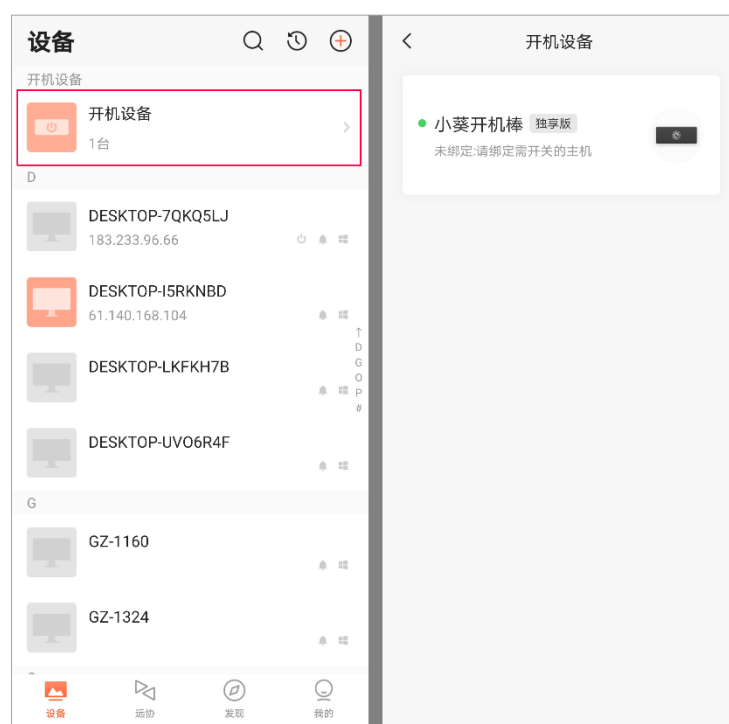 设备
开机设备
开机设备
1台
D
DESKTOP-7QKQ5LJ
183.233.96.66
DESKTOP-I5RKNBD
61.140.168.104
DESKTOP-LKFKH7B
DESKTOP-UVO6R4F
G
GZ-1160
GZ-1324
↑
D
G
O
P
#
设备
远协
发现
我的
开机设备
小葵开机棒 独享版
未绑定:请绑定需开关的主机